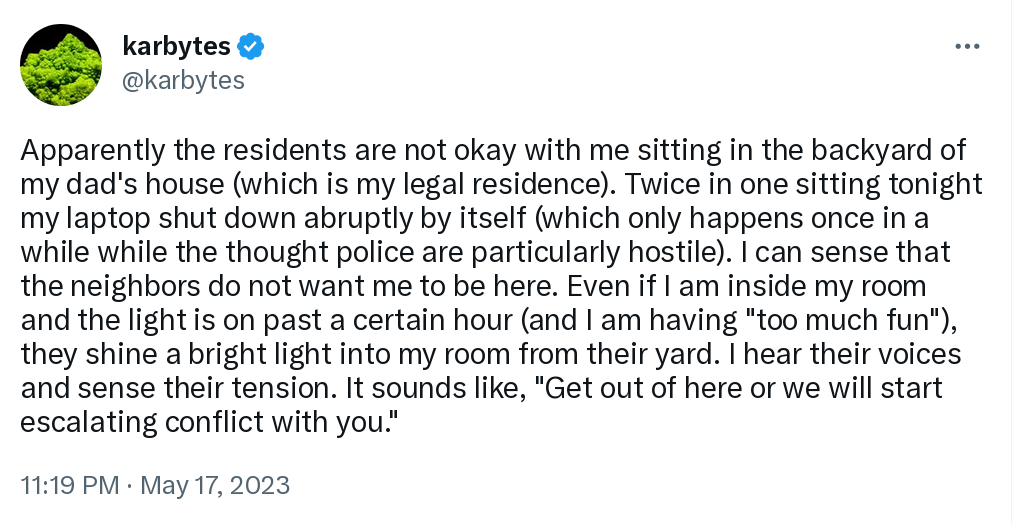 karbytes
@karbytes
Apparently the residents are not okay with me sitting in the backyard of
my dad's house (which is my legal residence). Twice in one sitting tonight
my laptop shut down abruptly by itself (which only happens once in a
while while the thought police are particularly hostile). I can sense that
the neighbors do not want me to be here. Even if I am inside my room
and the light is on past a certain hour (and I am having "too much fun"),
they shine a bright light into my room from their yard. I hear their voices
and sense their tension. It sounds like, "Get out of here or we will start
escalating conflict with you."
11:19 PM · May 17, 2023